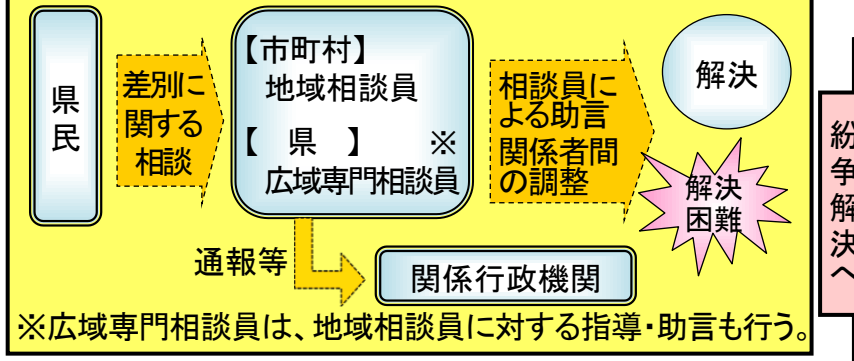 県民
差別に
関する
相談
【市町村】
地域相談員
【　県　】　※
広域専門相談員
相談員に
よる助言
関係者間
の調整
解決
解決
困難
紛争解決へ
通報等
関係行政機関
※広域専門相談員は、地域相談員に対する指導・助言も行う。